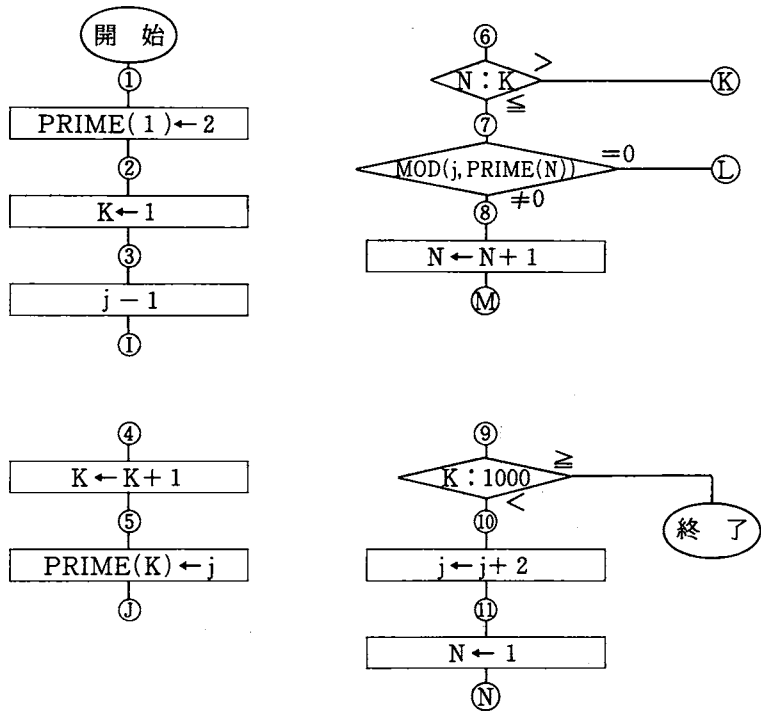 開 始
①
PRIME(1)←2
②
K←1
③
j−1
Ⓘ
④
K←K+1
⑤
PRIME(K)←j
Ⓙ
⑥
N:K
>
Ⓚ
≦
⑦
MOD(j,PRIME(N))
=0
Ⓛ
≠0
⑧
N←N+1
Ⓜ
⑨
K:1000
≧
<
終 了
⑩
j←j+2
⑪
N←1
Ⓝ